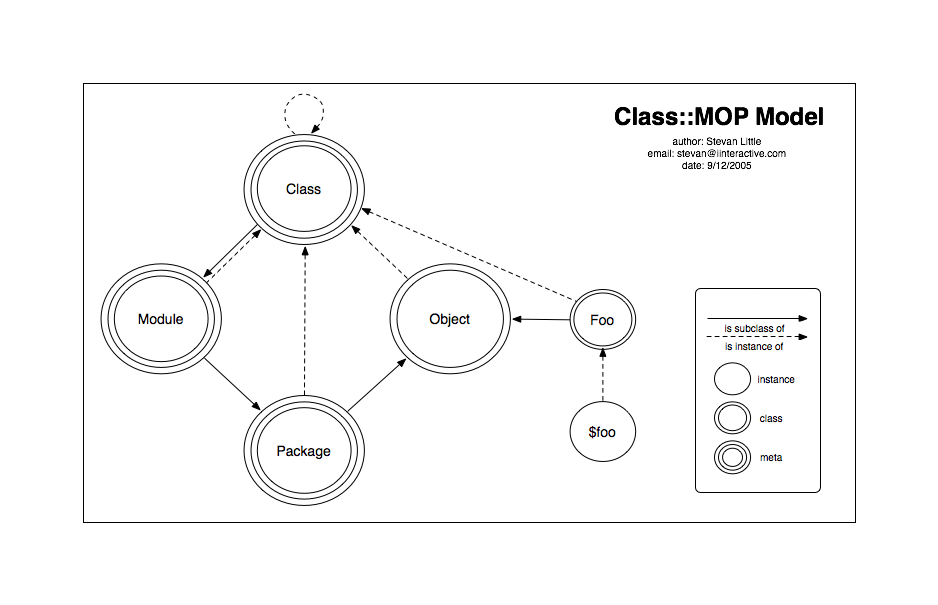 Class::MOP Model
author: Stevan Little
email: stevan@iinteractive.com
date: 9/12/2005
Class
Module
Object
Foo
Package
$foo
is subclass of
is instance of
instance
class
meta